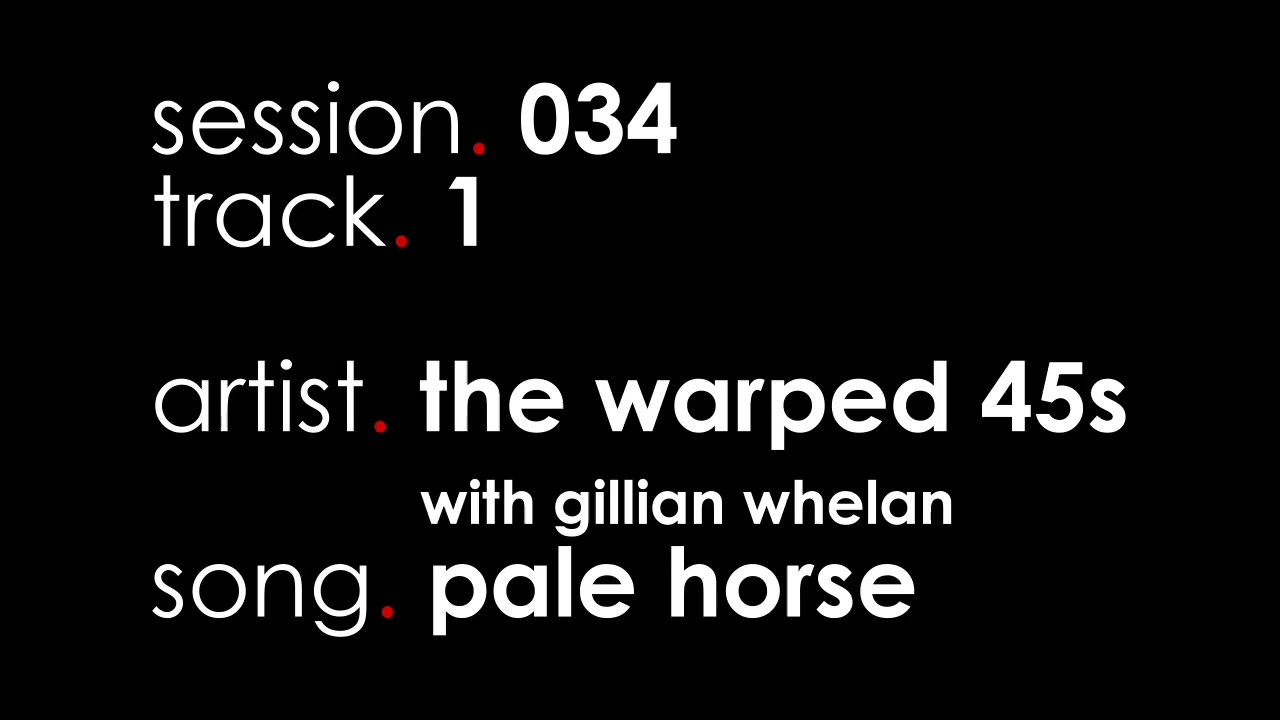 session. 034
track. 1
artist. the warped 45s
with gillian whelan
song. pale horse